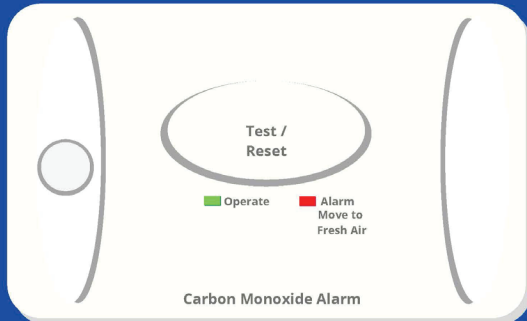 Test /
Reset
Operate
Alarm
Move to
Fresh Air
Carbon Monoxide Alarm